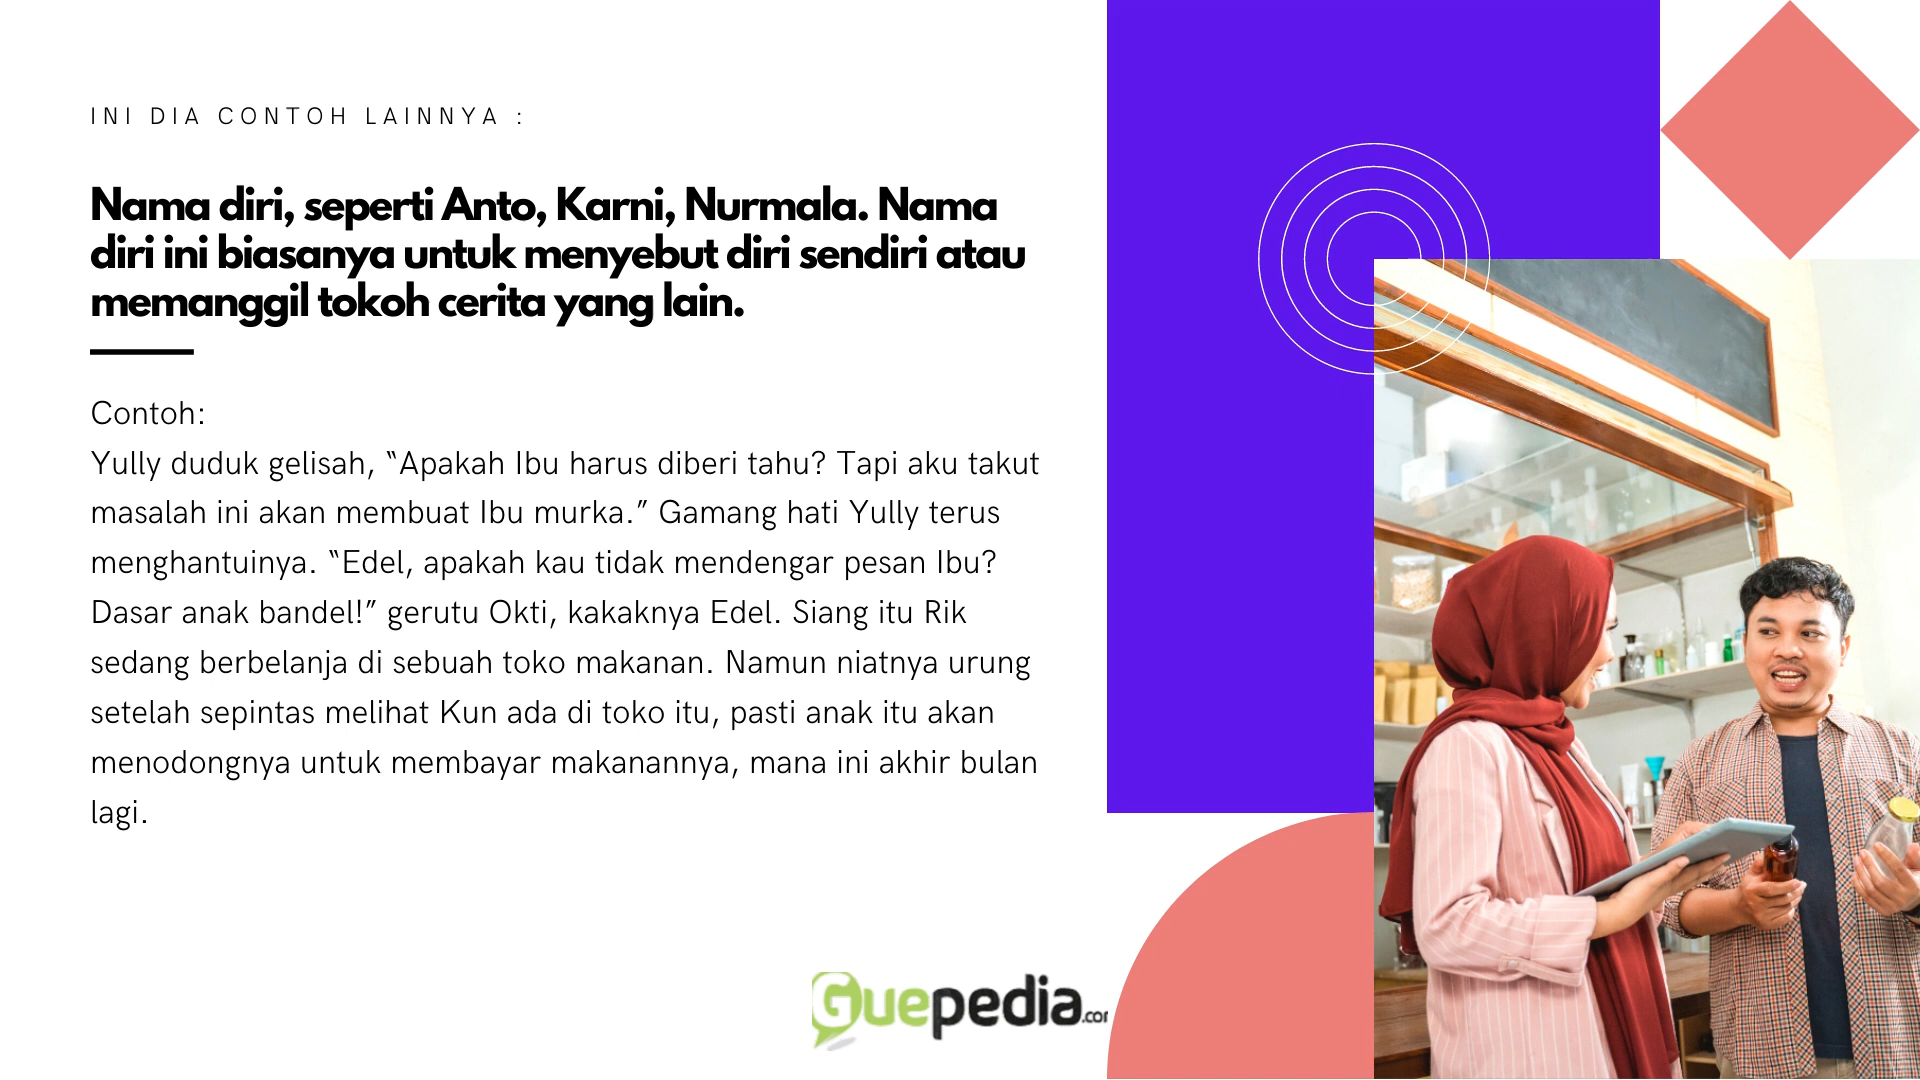 INI DIA CONTOH LAINNYA :
Nama diri, seperti Anto, Karni, Nurmala. Nama
diri ini biasanya untuk menyebut diri sendiri atau
memanggil tokoh cerita yang lain.
Contoh:
Yully duduk gelisah, “Apakah Ibu harus diberi tahu? Tapi aku takut
masalah ini akan membuat Ibu murka.” Gamang hati Yully terus
menghantuinya. “Edel, apakah kau tidak mendengar pesan Ibu?
Dasar anak bandel!” gerutu Okti, kakaknya Edel. Siang itu Rik
sedang berbelanja di sebuah toko makanan. Namun niatnya urung
setelah sepintas melihat Kun ada di toko itu, pasti anak itu akan
menodongnya untuk membayar makanannya, mana ini akhir bulan
lagi.
Guepedia.com